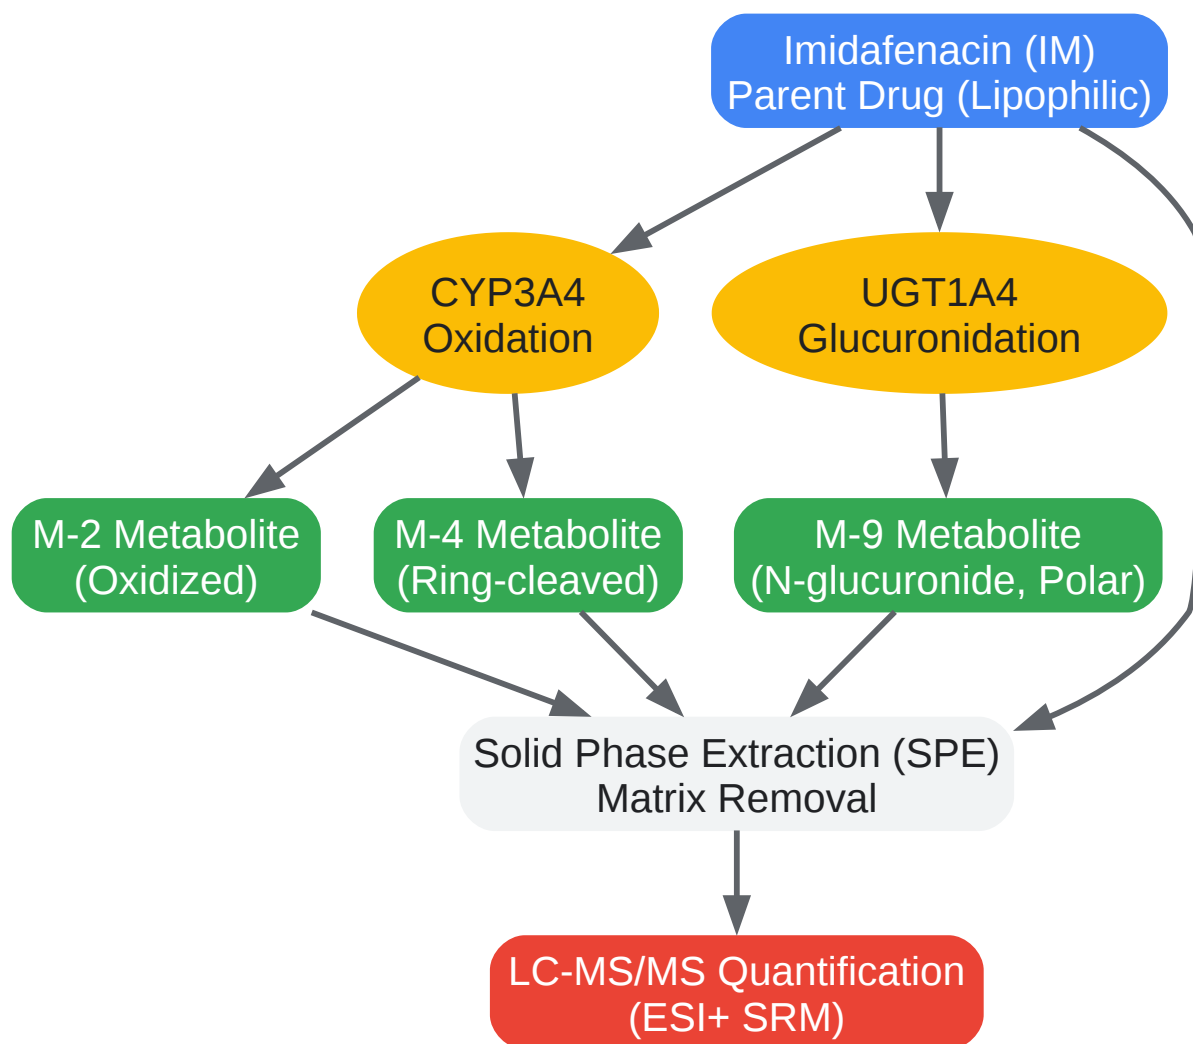 Imidafenacin (IM)
Parent Drug (Lipophilic)
CYP3A4
Oxidation
UGT1A4
Glucuronidation
M-2 Metabolite
(Oxidized)
M-4 Metabolite
(Ring-cleaved)
M-9 Metabolite
(N-glucuronide, Polar)
Solid Phase Extraction (SPE)
Matrix Removal
LC-MS/MS Quantification
(ESI+ SRM)